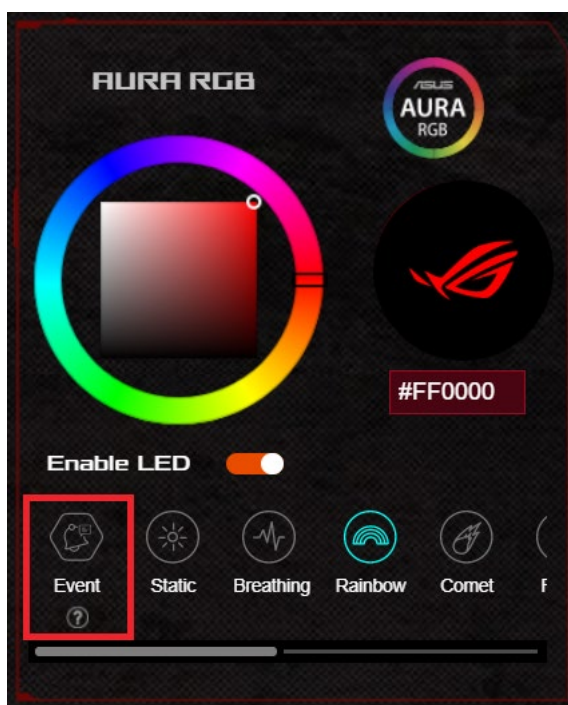 AURA RGB
ASUS
AURA
RGB
#FF0000
Enable LED
Event
Static
Breathing
Rainbow
Comet
?